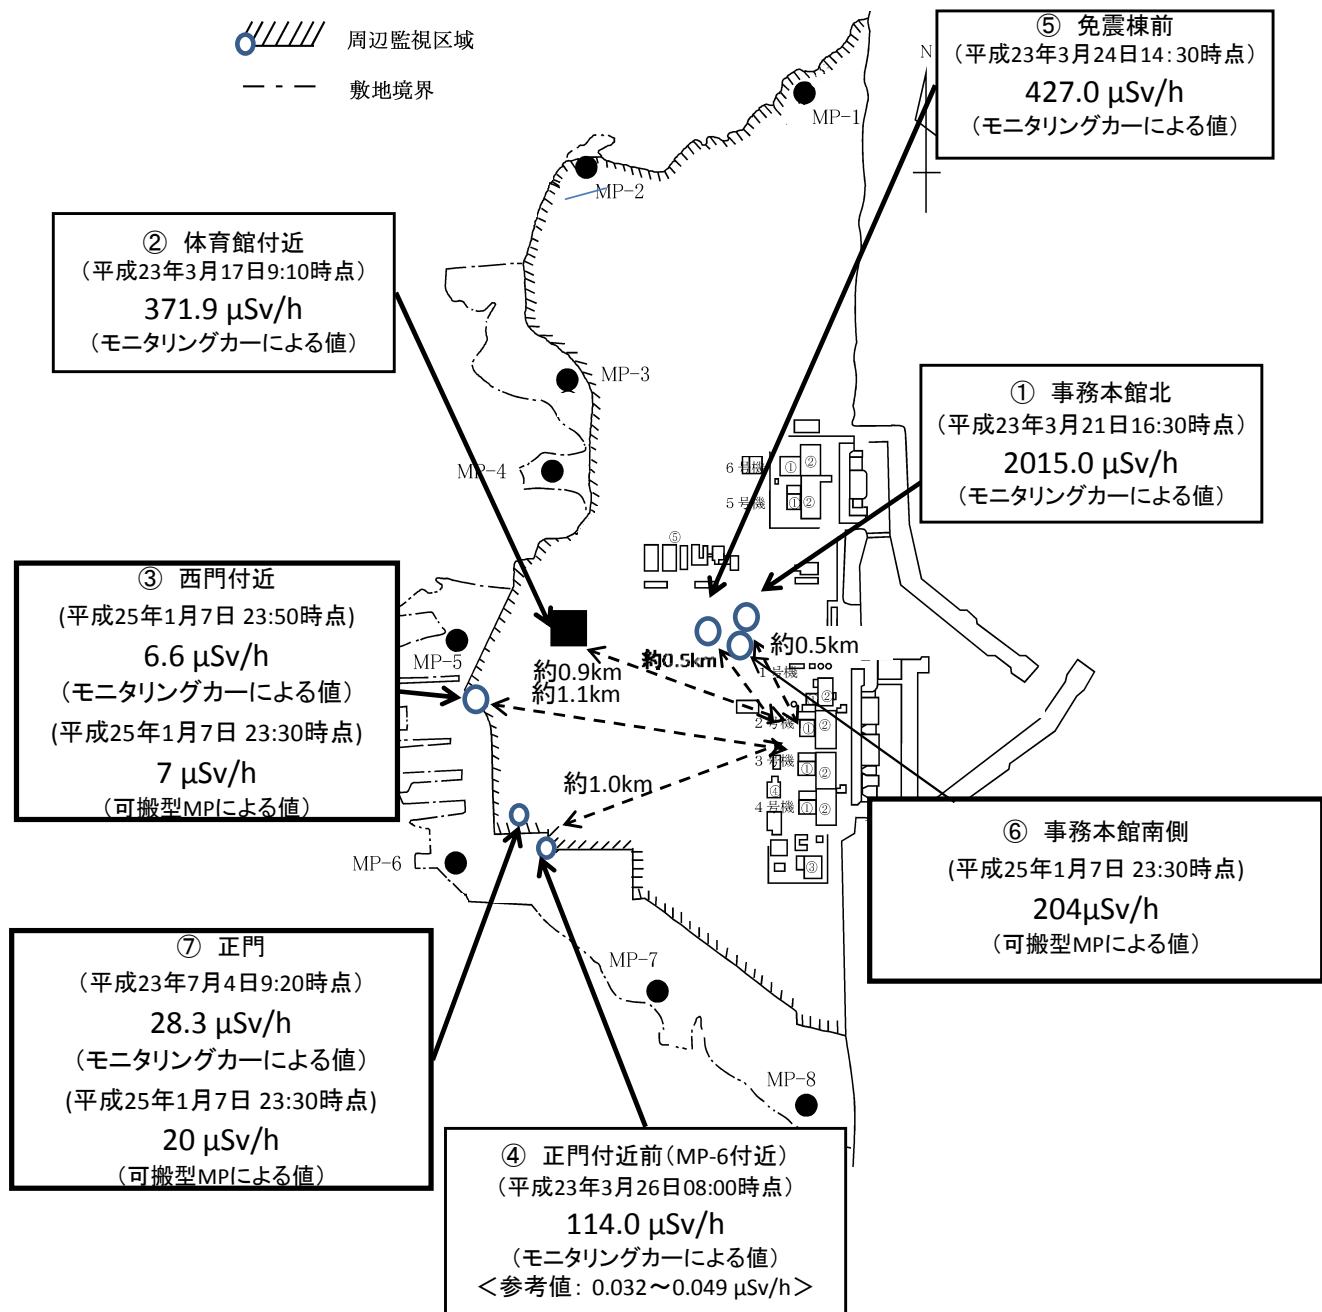 周辺監視区域
敷地境界
⑤ 免震棟前
(平成23年3月24日14:30時点)
427.0 μSv/h
(モニタリングカーによる値)
N
MP-1
MP-2
② 体育館付近
(平成23年3月17日9:10時点)
371.9 μSv/h
(モニタリングカーによる値)
MP-3
① 事務本館北
(平成23年3月21日16:30時点)
2015.0 μSv/h
(モニタリングカーによる値)
MP-4
6号機
① ②
5号機
① ②
⑤
③ 西門付近
(平成25年1月7日 23:50時点)
6.6 μSv/h
(モニタリングカーによる値)
(平成25年1月7日 23:30時点)
7 μSv/h
(可搬型MPによる値)
MP-5
約0.9km
約1.1km
約0.5km
約0.5km
1号機
②
2号機
① ②
3号機
① ②
約1.0km
④
4号機
① ②
③
MP-6
⑥ 事務本館南側
(平成25年1月7日 23:30時点)
204μSv/h
(可搬型MPによる値)
⑦ 正門
(平成23年7月4日9:20時点)
28.3 μSv/h
(モニタリングカーによる値)
(平成25年1月7日 23:30時点)
20 μSv/h
(可搬型MPによる値)
MP-7
MP-8
④ 正門付近前(MP-6付近)
(平成23年3月26日08:00時点)
114.0 μSv/h
(モニタリングカーによる値)
<参考値: 0.032~0.049 μSv/h>